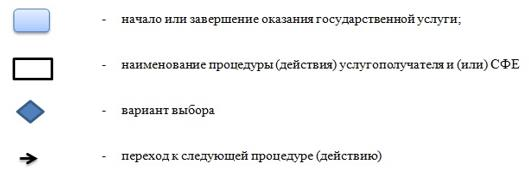 - начало или завершение оказания государственной услуги;
- наименование процедуры (действия) услугополучателя и (или) СФЕ
- вариант выбора
- переход к следующей процедуре (действию)